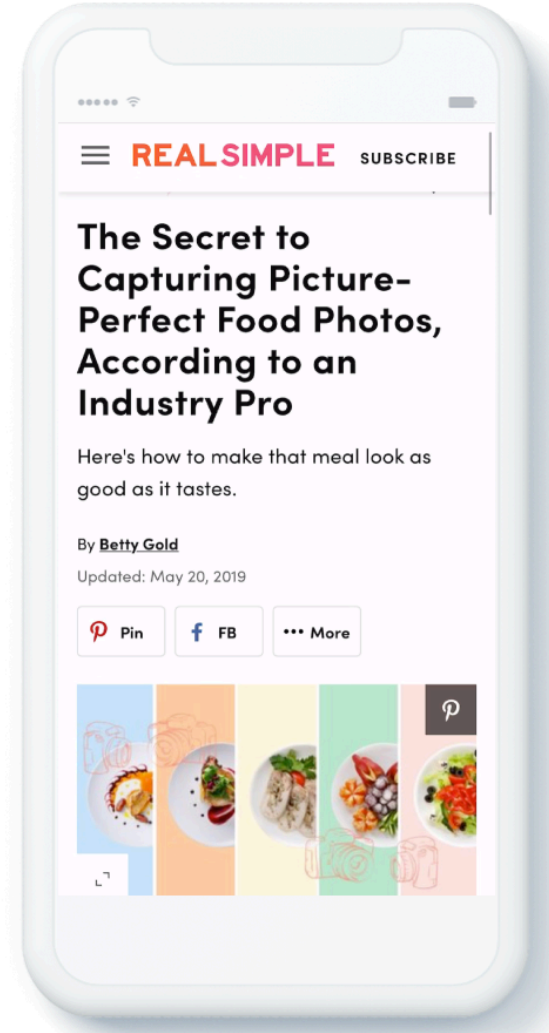 REAL SIMPLE SUBSCRIBE
The Secret to
Capturing Picture-
Perfect Food Photos,
According to an
Industry Pro
Here's how to make that meal look as
good as it tastes.
By Betty Gold
Updated: May 20, 2019
Pin FB ••• More